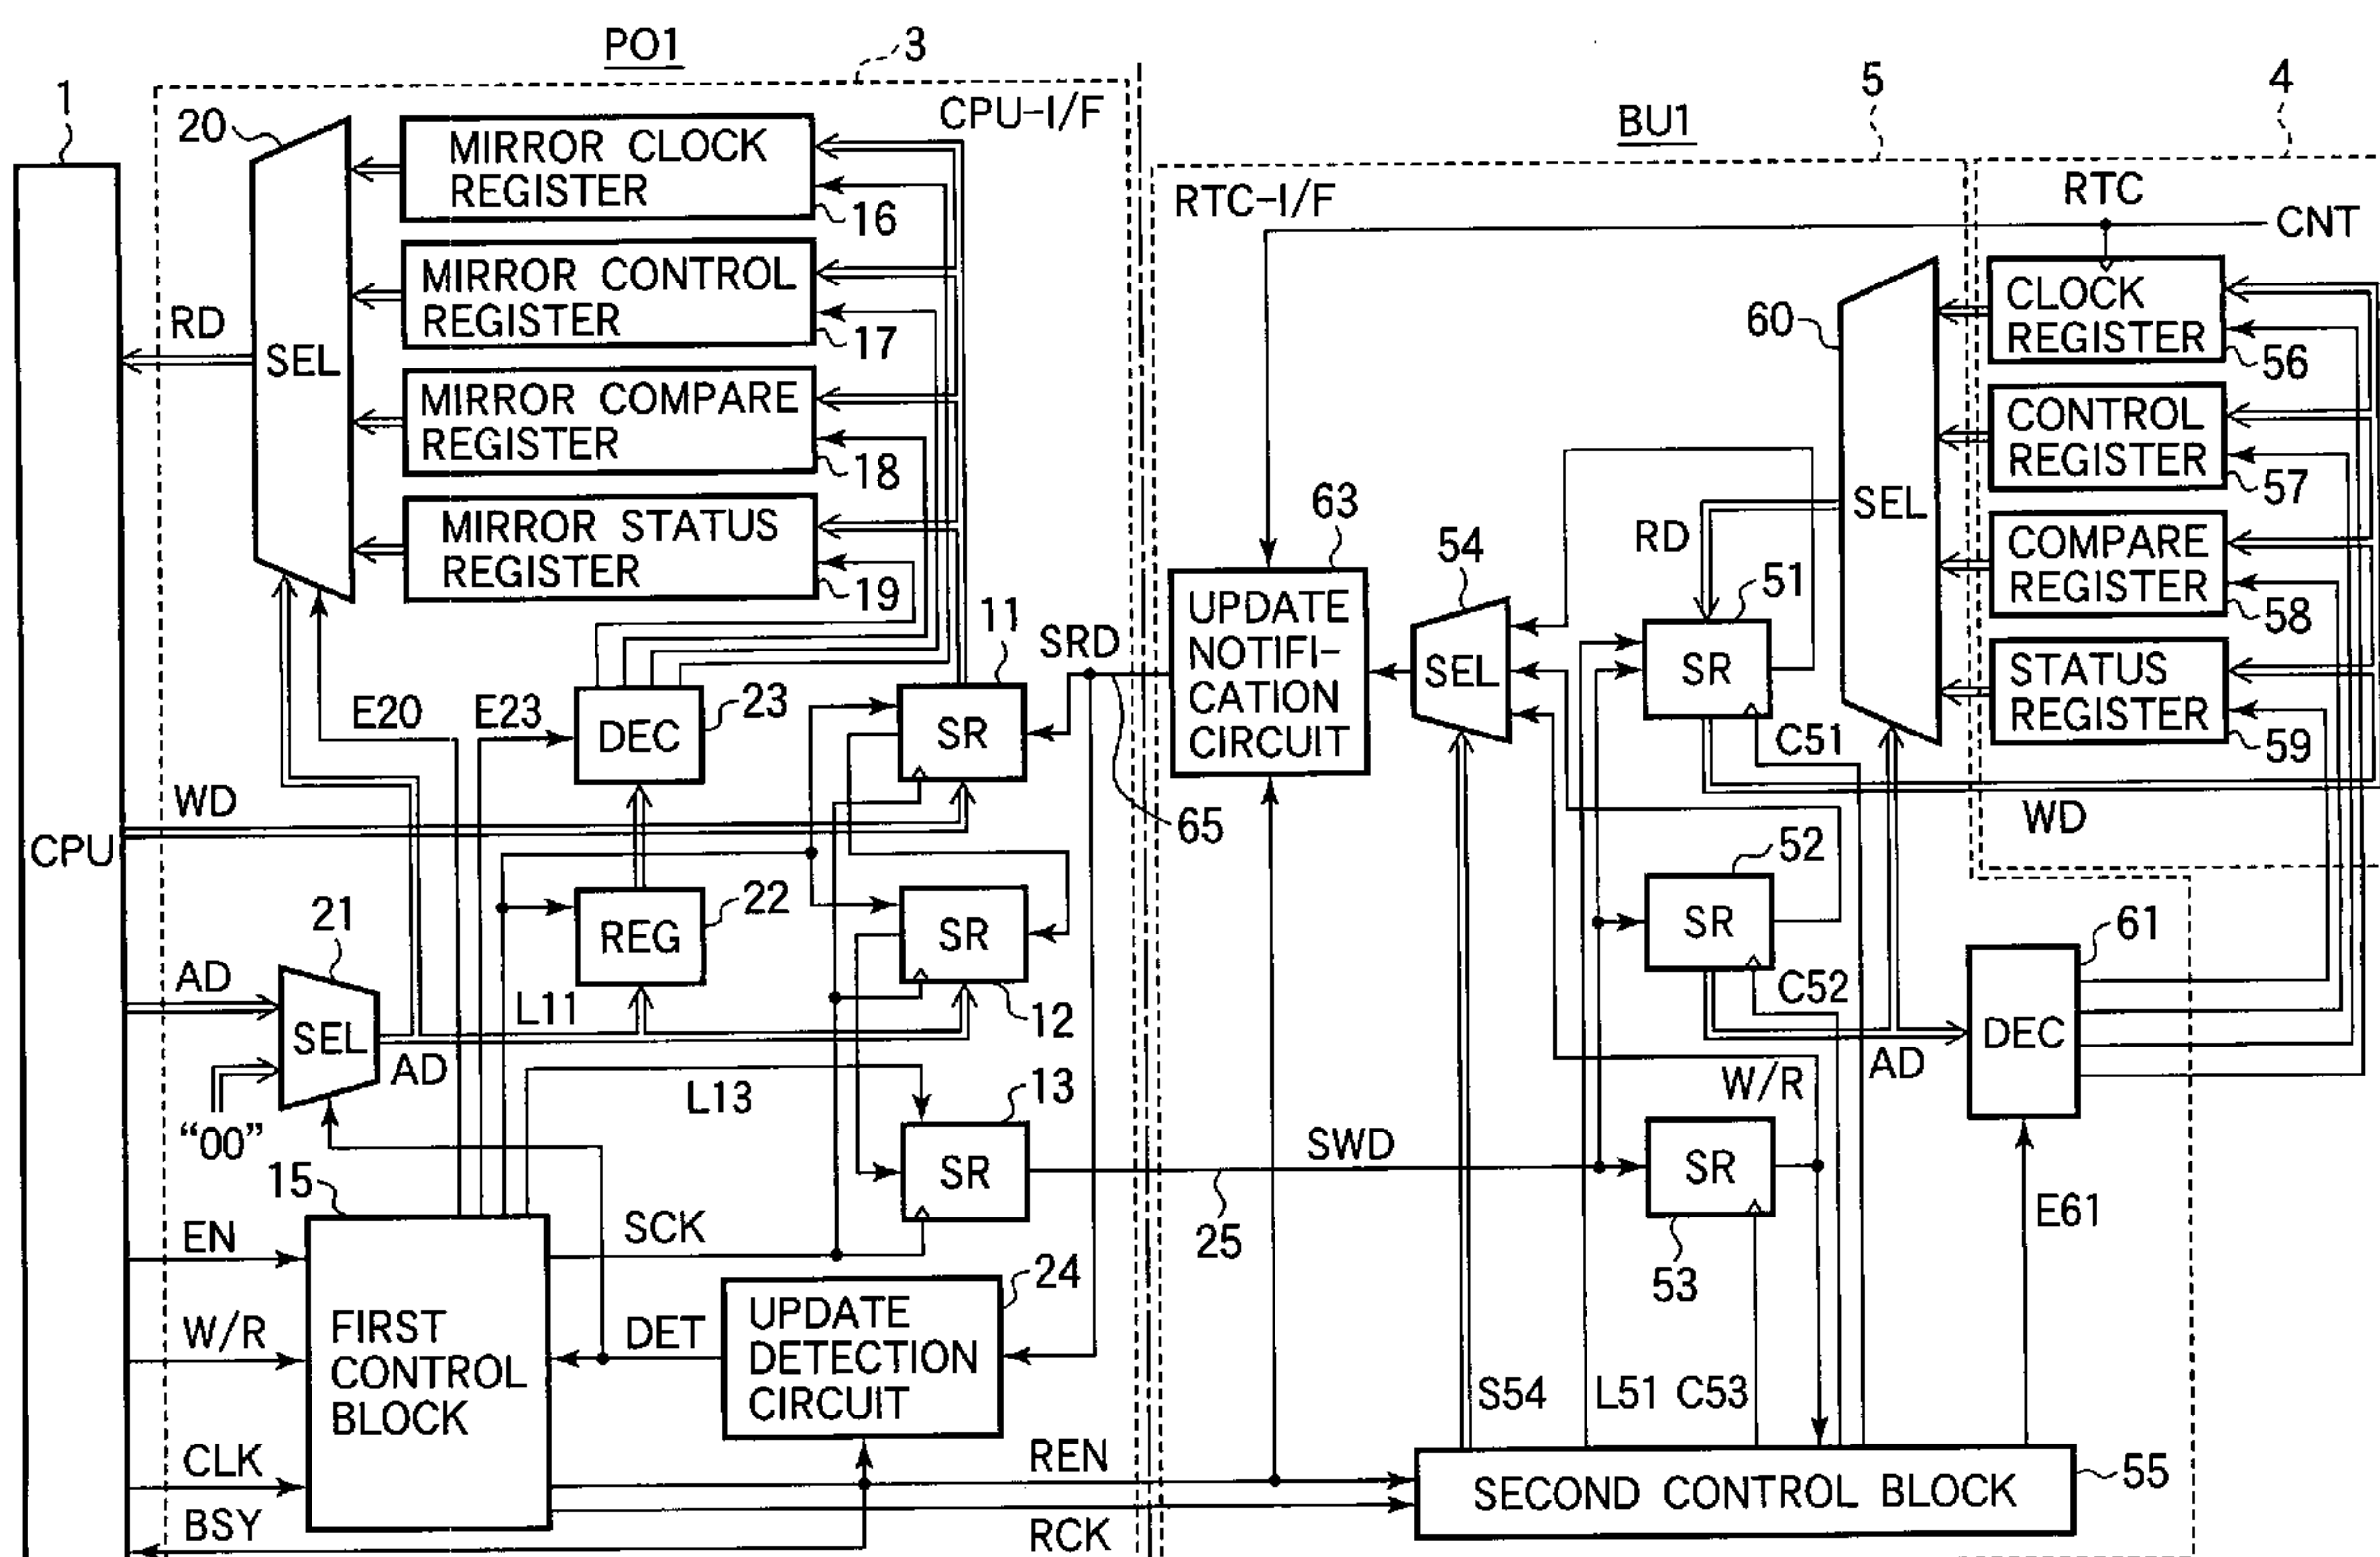 PO1
3
1
CPU-I/F
20
MIRROR CLOCK
REGISTER
16
MIRROR CONTROL
REGISTER
17
RD
SEL
MIRROR COMPARE
REGISTER
18
MIRROR STATUS
REGISTER
19
11
SRD
E20
E23
DEC
23
SR
WD
CPU
65
21
REG
22
SR
12
AD
L11
SEL
AD
"00"
L13
13
SR
15
SCK
EN
24
UPDATE
DETECTION
CIRCUIT
W/R
FIRST
CONTROL
BLOCK
DET
CLK
REN
BSY
RCK
BU1
5
4
RTC-I/F
RTC
CNT
60
CLOCK
REGISTER
56
CONTROL
REGISTER
57
SEL
63
54
RD
COMPARE
REGISTER
58
UPDATE
NOTIFI-
CATION
CIRCUIT
SEL
51
SR
STATUS
REGISTER
59
C51
WD
52
SR
61
C52
DEC
AD
W/R
SWD
SR
25
53
E61
S54
L51
C53
SECOND CONTROL BLOCK
55